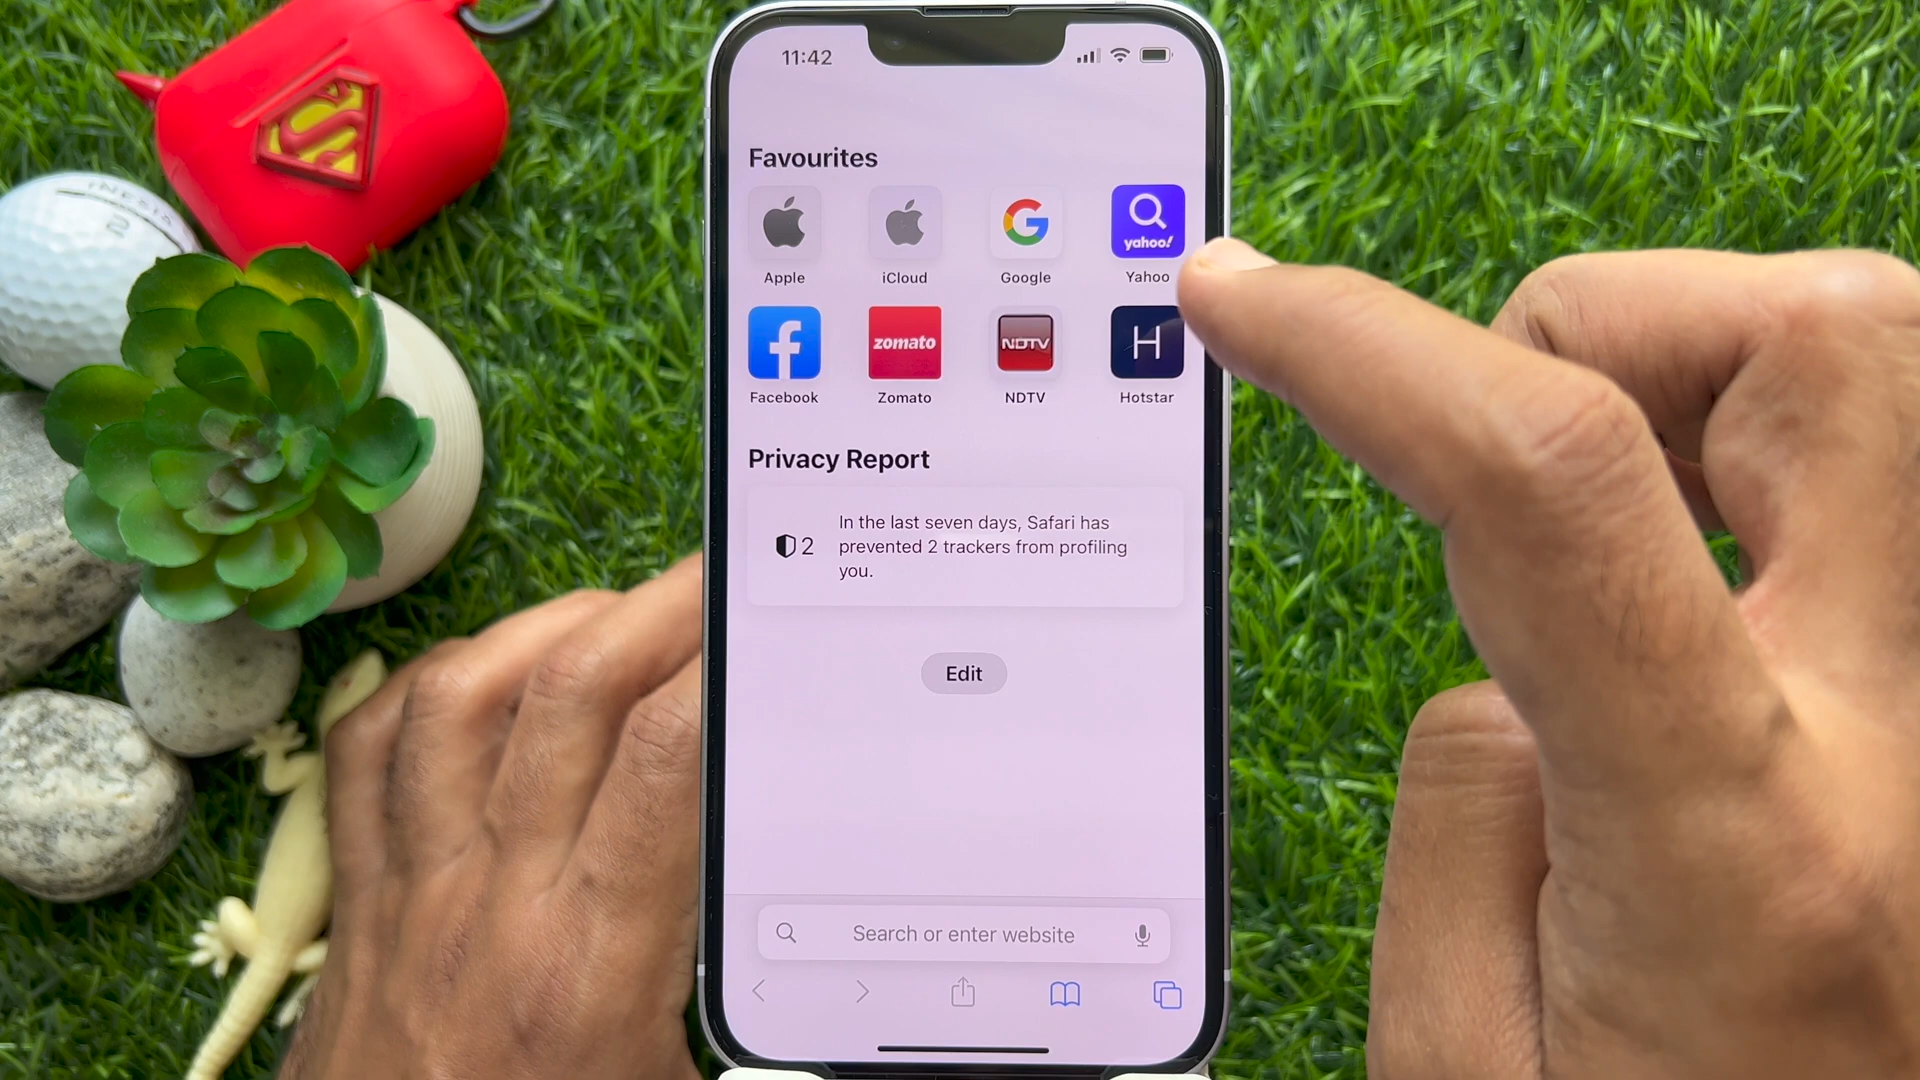 11:42
Favourites
yahoo!
Apple
iCloud
Google
Yahoo
zomato
NDTV
H
Facebook
Zomato
NDTV
Hotstar
Privacy Report
2
In the last seven days, Safari has
prevented 2 trackers from profiling
you.
Edit
Search or enter website
S
2